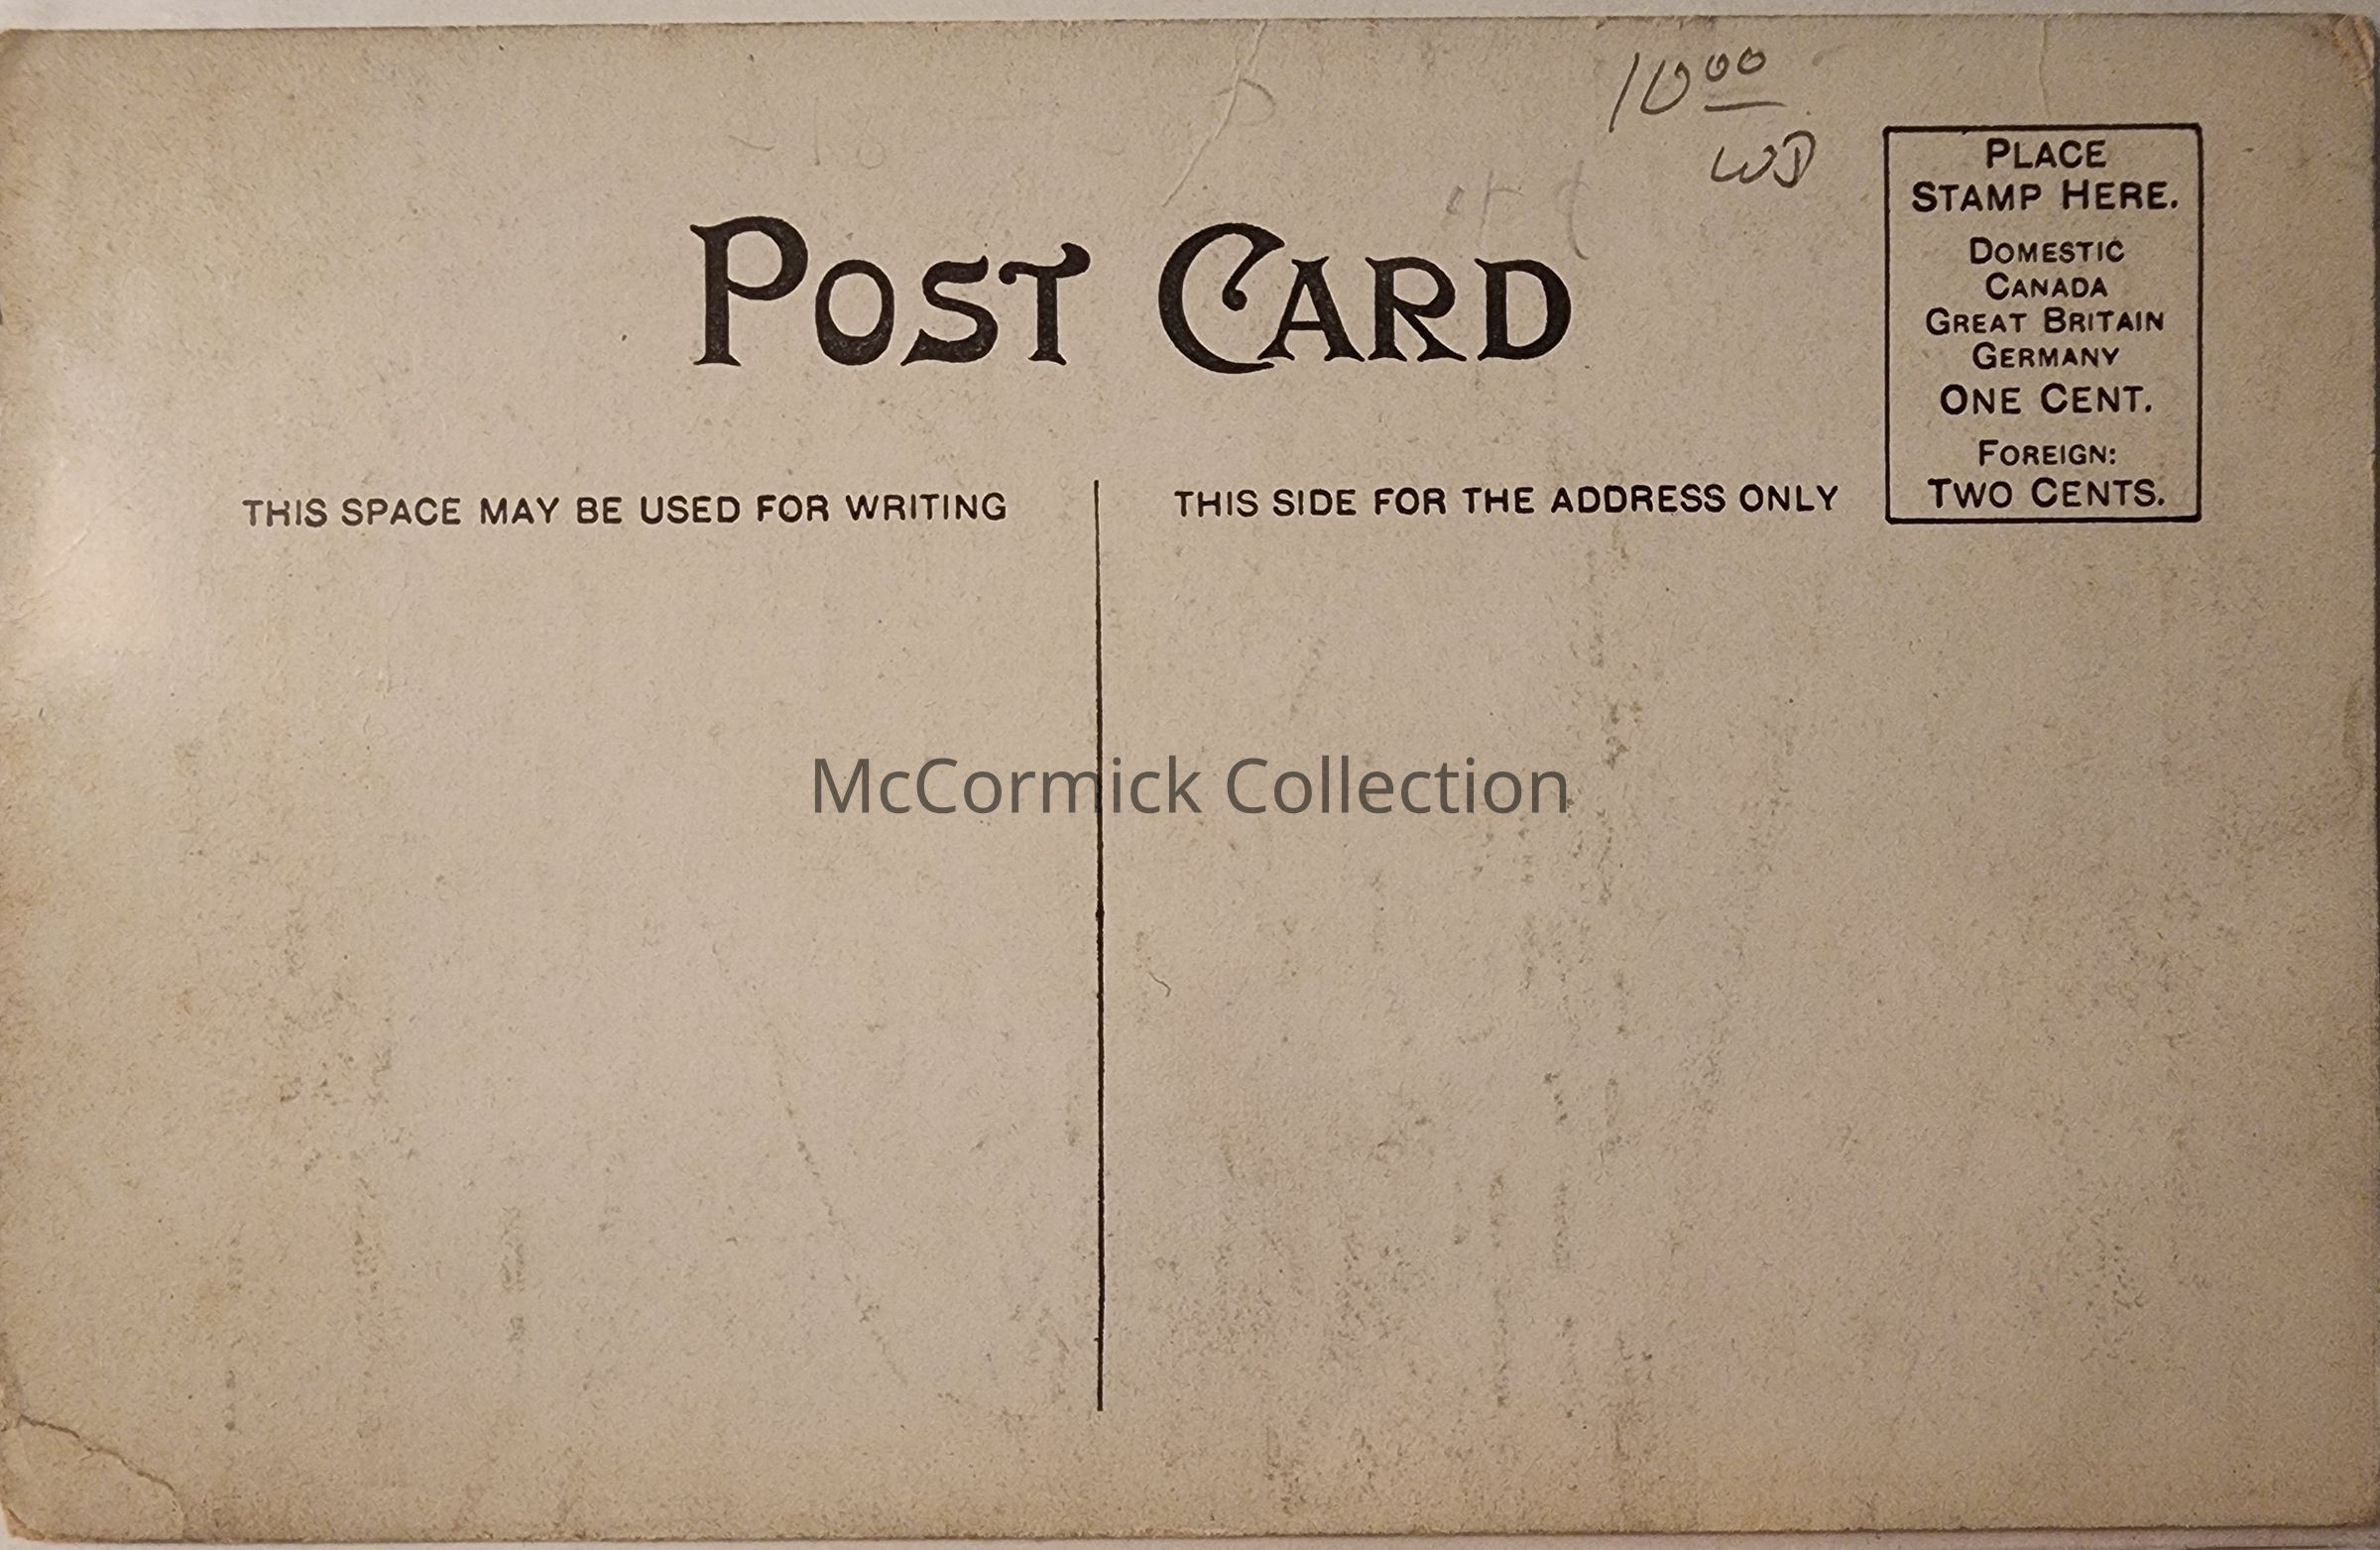 10 00
WD
POST CARD
PLACE
STAMP HERE.
DOMESTIC
CANADA
GREAT BRITAIN
GERMANY
ONE CENT.
FOREIGN:
TWO CENTS.
THIS SPACE MAY BE USED FOR WRITING
THIS SIDE FOR THE ADDRESS ONLY
McCormick Collection